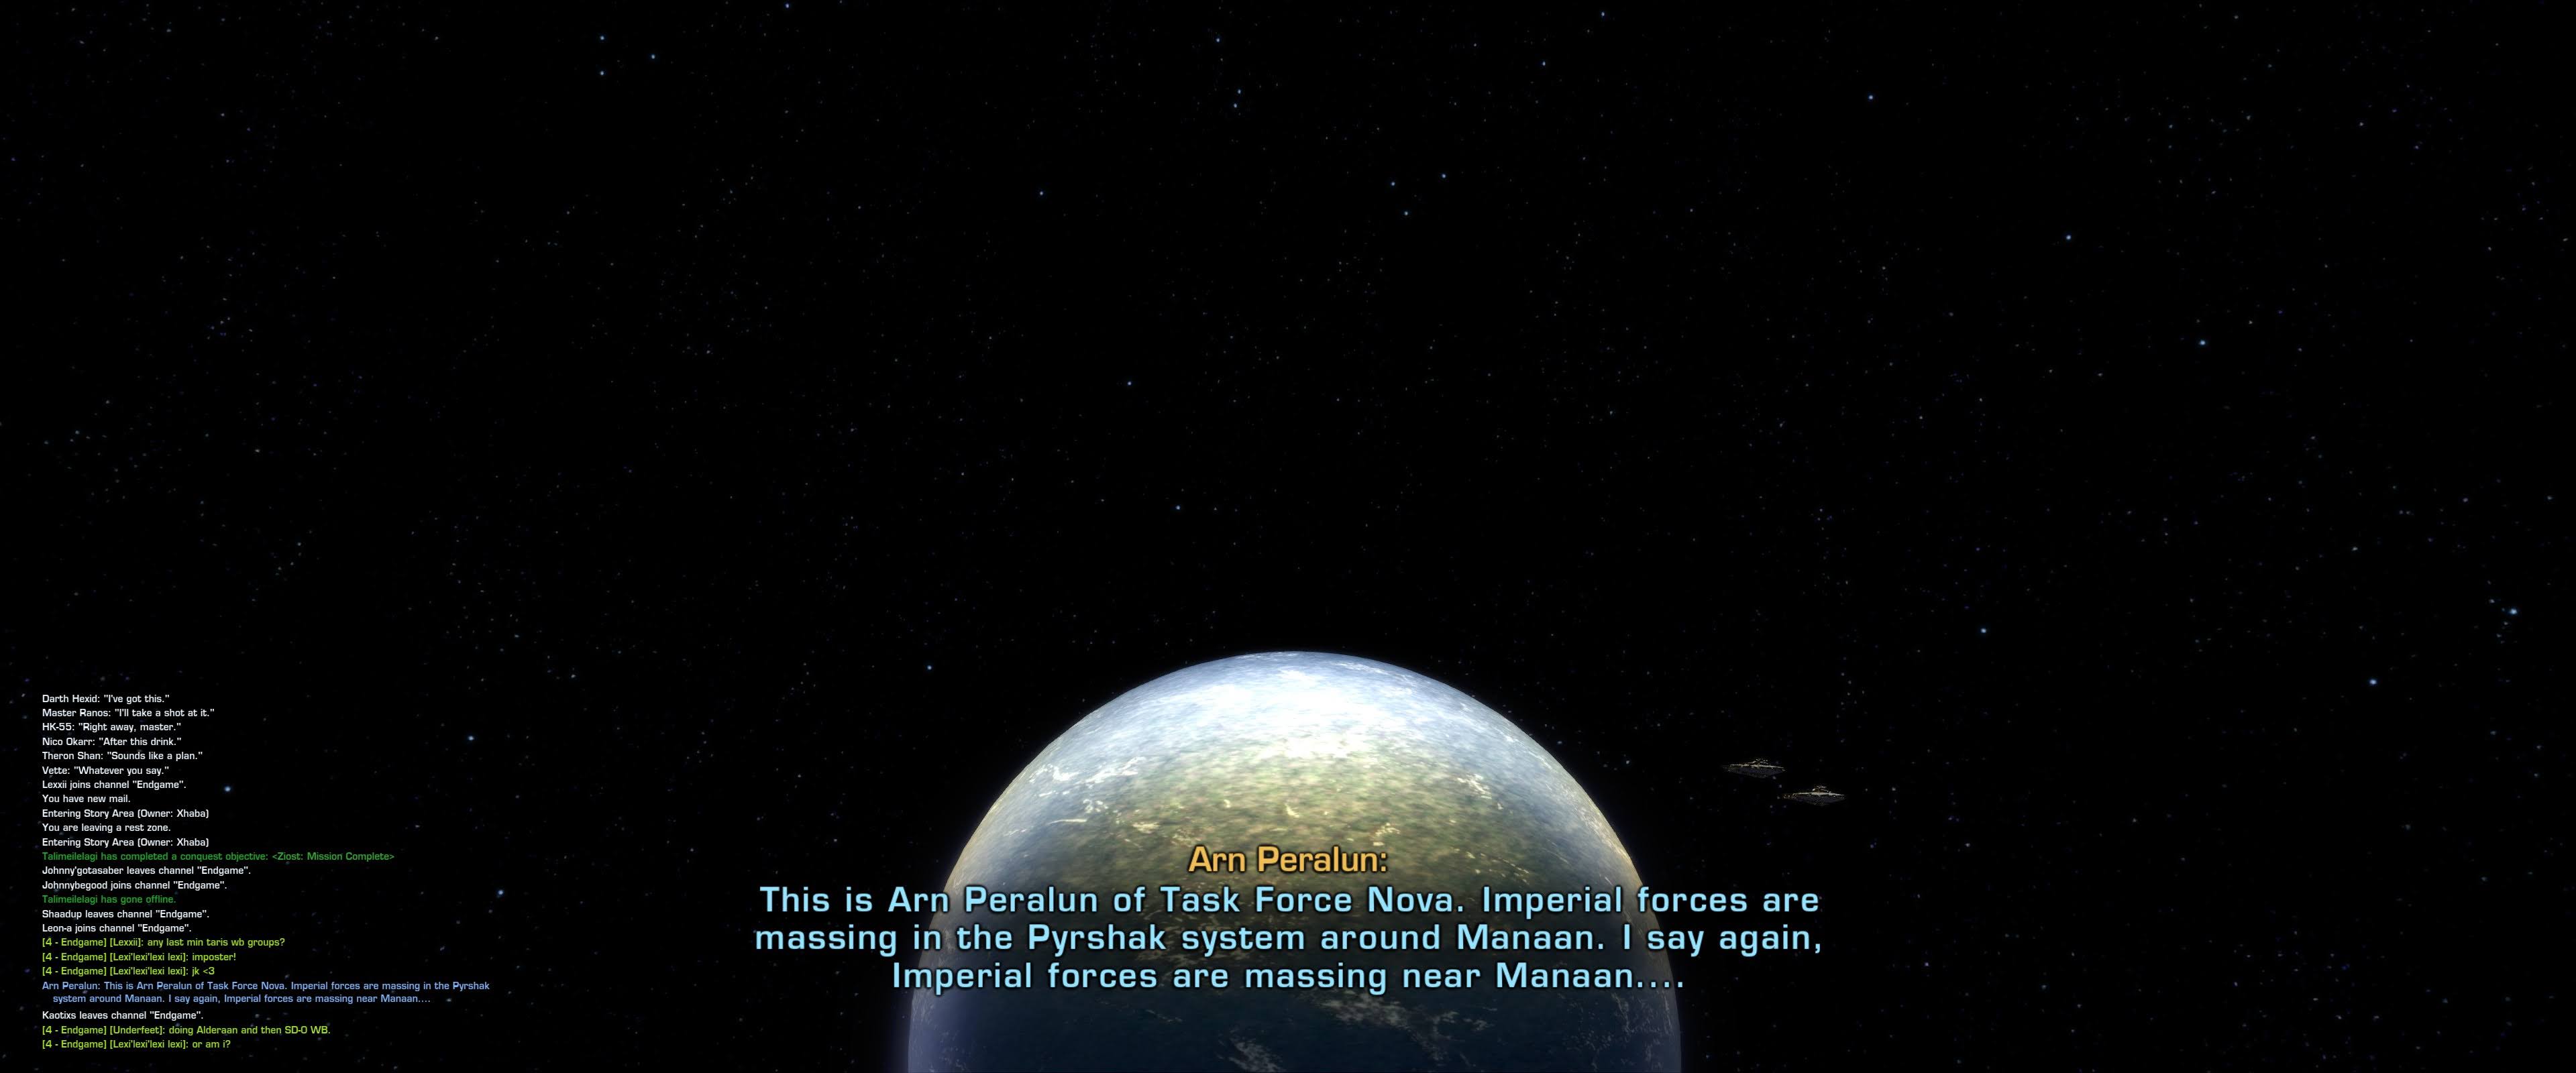 Darth Hexid: "I've got this."
Master Ranos: "I'll take a shot at it."
HK-55: "Right away, master."
Nico Okarr: "After this drink."
Theron Shan: "Sounds like a plan."
Vette: "Whatever you say."
Lexxii joins channel "Endgame".
You have new mail.
Entering Story Area (Owner: Xhaba)
You are leaving a rest zone.
Entering Story Area (Owner: Xhaba)
Talimeilelagi has completed a conquest objective: <Ziost: Mission Complete>
Johnny'gotasaber leaves channel "Endgame".
Johnnybegood joins channel "Endgame".
Talimeilelagi has gone offline.
Shaadup leaves channel "Endgame".
Leon-a joins channel "Endgame".
[4 - Endgame] [Lexxii]: any last min taris wb groups?
[4 - Endgame] [Lexi'lexi'lexi lexi]: imposter!
[4 - Endgame] [Lexi'lexi'lexi lexi]: jk <3
Arn Peralun: This is Arn Peralun of Task Force Nova. Imperial forces are massing in the Pyrshak
system around Manaan. I say again, Imperial forces are massing near Manaan....
Kaotixs leaves channel "Endgame".
[4 - Endgame] [Underfeet]: doing Alderaan and then SD-0 WB.
[4 - Endgame] [Lexi'lexi'lexi lexi]: or am i?
Arn Peralun:
This is Arn Peralun of Task Force Nova. Imperial forces are
massing in the Pyrshak system around Manaan. I say again,
Imperial forces are massing near Manaan....